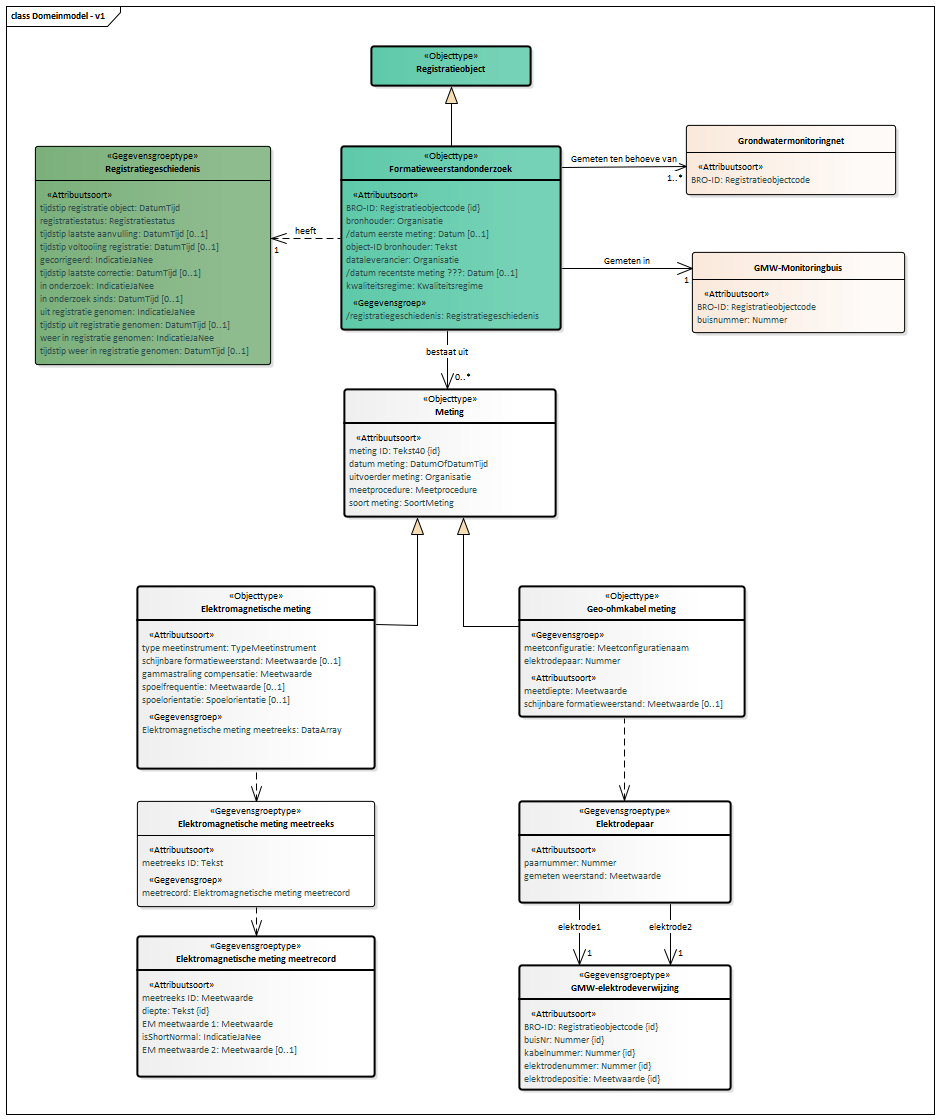 class Domeinmodel - v1
«Objecttype»
Registratieobject
«Gegevensgroeptype»
Registratiegeschiedenis
«Attribuutsoort»
tijdstip registratie object: DatumTijd
registratiestatus: Registratiestatus
tijdstip laatste aanvulling: DatumTijd [0..1]
tijdstip voltooiing registratie: DatumTijd [0..1]
gecorrigeerd: IndicatieJaNee
tijdstip laatste correctie: DatumTijd [0..1]
in onderzoek: IndicatieJaNee
in onderzoek sinds: DatumTijd [0..1]
uit registratie genomen: IndicatieJaNee
tijdstip uit registratie genomen: DatumTijd [0..1]
weer in registratie genomen: IndicatieJaNee
tijdstip weer in registratie genomen: DatumTijd [0..1]
heeft
1
«Objecttype»
Formatieweerstandonderzoek
«Attribuutsoort»
BRO-ID: Registratieobjectcode {id}
bronhouder: Organisatie
/datum eerste meting: Datum [0..1]
object-ID bronhouder: Tekst
dataleverancier: Organisatie
/datum recentste meting ???: Datum [0..1]
kwaliteitsregime: Kwaliteitsregime
«Gegevensgroep»
/registratiegeschiedenis: Registratiegeschiedenis
Gemeten ten behoeve van
1..*
Grondwatermonitoringnet
«Attribuutsoort»
BRO-ID: Registratieobjectcode
Gemeten in
1
GMW-Monitoringbuis
«Attribuutsoort»
BRO-ID: Registratieobjectcode
buisnummer: Nummer
bestaat uit
0..*
«Objecttype»
Meting
«Attribuutsoort»
meting ID: Tekst40 {id}
datum meting: DatumOfDatumTijd
uitvoerder meting: Organisatie
meetprocedure: Meetprocedure
soort meting: SoortMeting
«Objecttype»
Elektromagnetische meting
«Attribuutsoort»
type meetinstrument: TypeMeetinstrument
schijnbare formatieweerstand: Meetwaarde [0..1]
gammastraling compensatie: Meetwaarde
spoelfrequentie: Meetwaarde [0..1]
spoelorientatie: Spoelorientatie [0..1]
«Gegevensgroep»
Elektromagnetische meting meetreeks: DataArray
«Objecttype»
Geo-ohmkabel meting
«Gegevensgroep»
meetconfiguratie: Meetconfiguratienaam
elektrodepaar: Nummer
«Attribuutsoort»
meetdiepte: Meetwaarde
schijnbare formatieweerstand: Meetwaarde [0..1]
«Gegevensgroeptype»
Elektromagnetische meting meetreeks
«Attribuutsoort»
meetreeks ID: Tekst
«Gegevensgroep»
meetrecord: Elektromagnetische meting meetrecord
«Gegevensgroeptype»
Elektrodepaar
«Attribuutsoort»
paarnummer: Nummer
gemeten weerstand: Meetwaarde
elektrode1
1
elektrode2
1
«Gegevensgroeptype»
Elektromagnetische meting meetrecord
«Attribuutsoort»
meetreeks ID: Meetwaarde
diepte: Tekst {id}
EM meetwaarde 1: Meetwaarde
isShortNormal: IndicatieJaNee
EM meetwaarde 2: Meetwaarde [0..1]
«Gegevensgroeptype»
GMW-elektrodeverwijzing
«Attribuutsoort»
BRO-ID: Registratieobjectcode {id}
buisNr: Nummer {id}
kabelnummer: Nummer {id}
elektrodenummer: Nummer {id}
elektrodepositie: Meetwaarde {id}